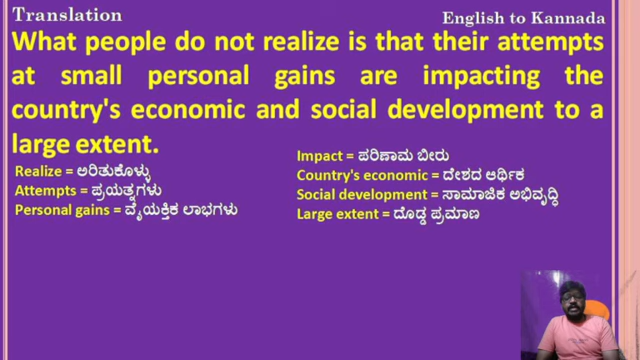 Translation
English to Kannada
What people do not realize is that their attempts
at small personal gains are impacting the
country's economic and social development to a
large extent.
Realize = ಅರಿತುಕೊಳ್ಳು
Attempts = ಪ್ರಯತ್ನಗಳು
Personal gains = ವೈಯಕ್ತಿಕ ಲಾಭಗಳು
Impact = ಪರಿಣಾಮ ಬೀರು
Country's economic = ದೇಶದ ಆರ್ಥಿಕ
Social development = ಸಾಮಾಜಿಕ ಅಭಿವೃದ್ಧಿ
Large extent = ದೊಡ್ಡ ಪ್ರಮಾಣ